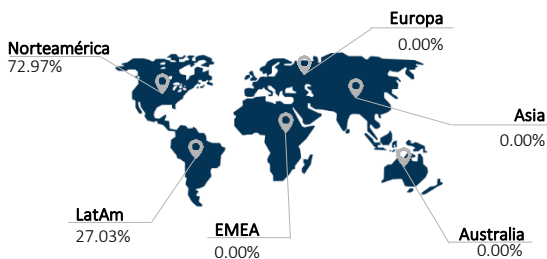 Europa
0.00%
Norteamérica
72.97%
Asia
0.00%
LatAm
27.03%
EMEA
0.00%
Australia
0.00%